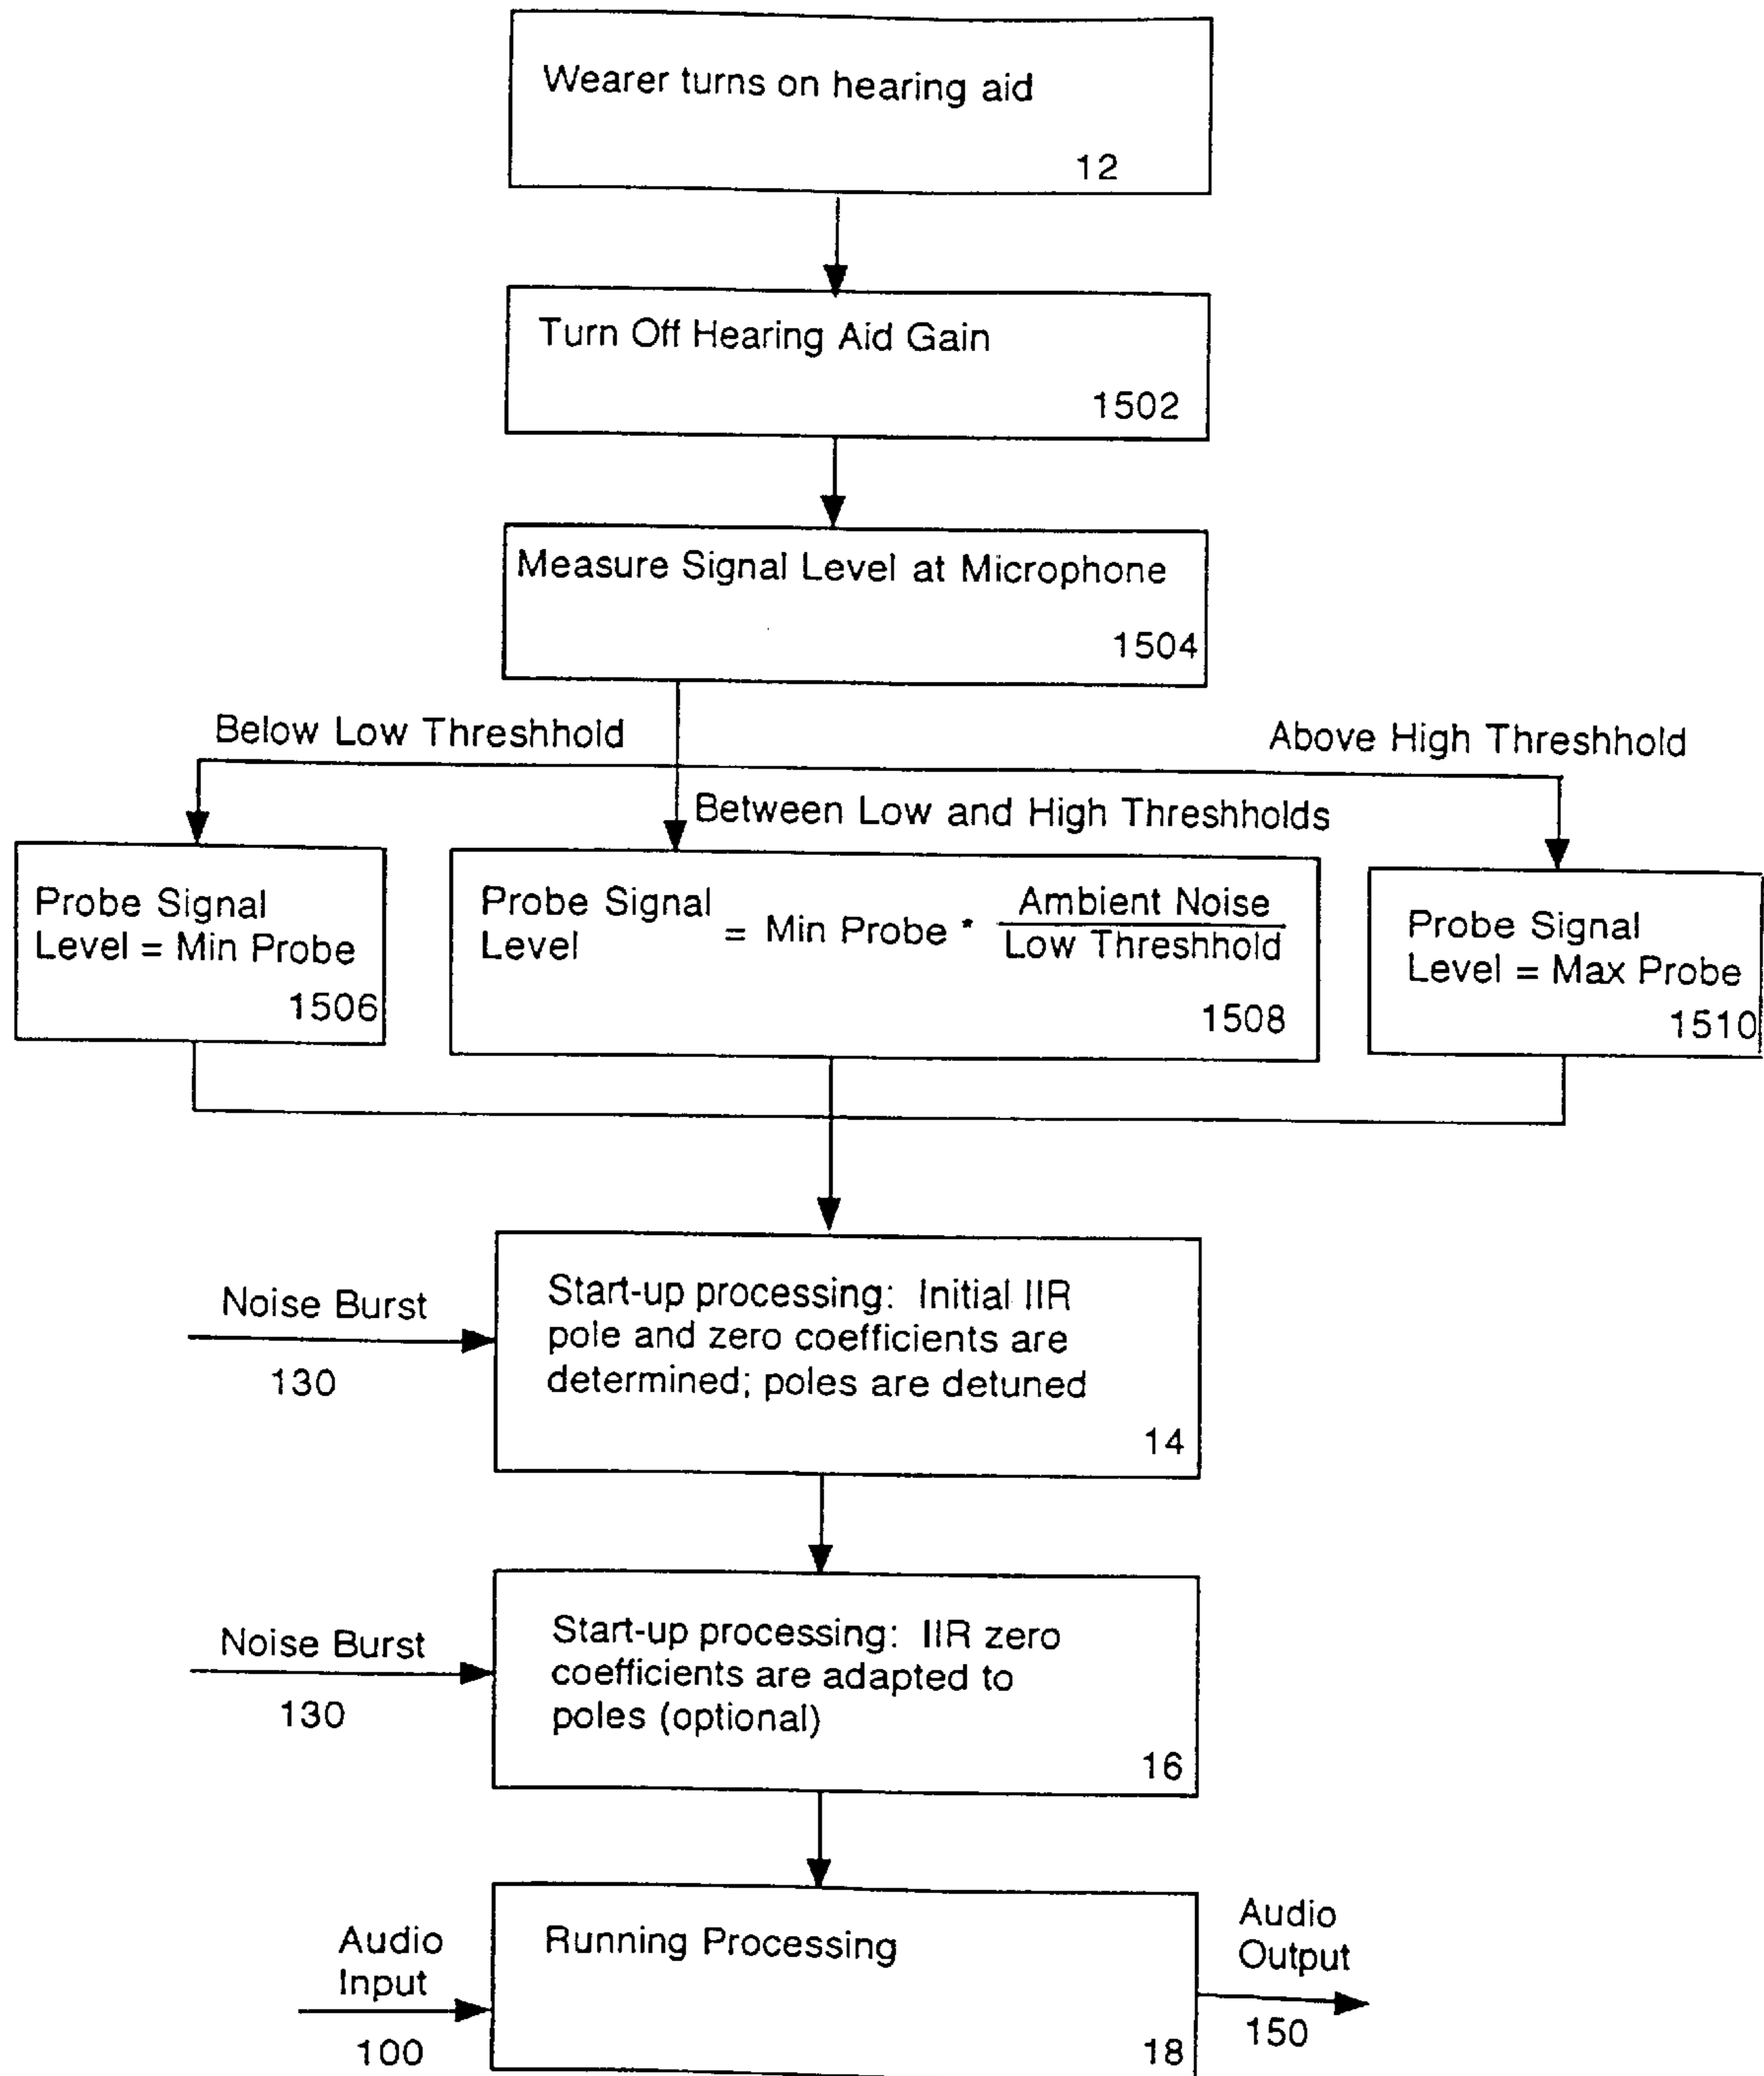 Wearer turns on hearing aid
12
Turn Off Hearing Aid Gain
1502
Measure Signal Level at Microphone
1504
Below Low Threshhold
Above High Threshhold
Between Low and High Threshholds
Probe Signal
Level = Min Probe
1506
Probe Signal
Level
= Min Probe *
Ambient Noise
Low Threshhold
1508
Probe Signal
Level = Max Probe
1510
Noise Burst
130
Start-up processing: Initial IIR
pole and zero coefficients are
determined; poles are detuned
14
Noise Burst
130
Start-up processing: IIR zero
coefficients are adapted to
poles (optional)
16
Audio
Input
100
Running Processing
18
Audio
Output
150